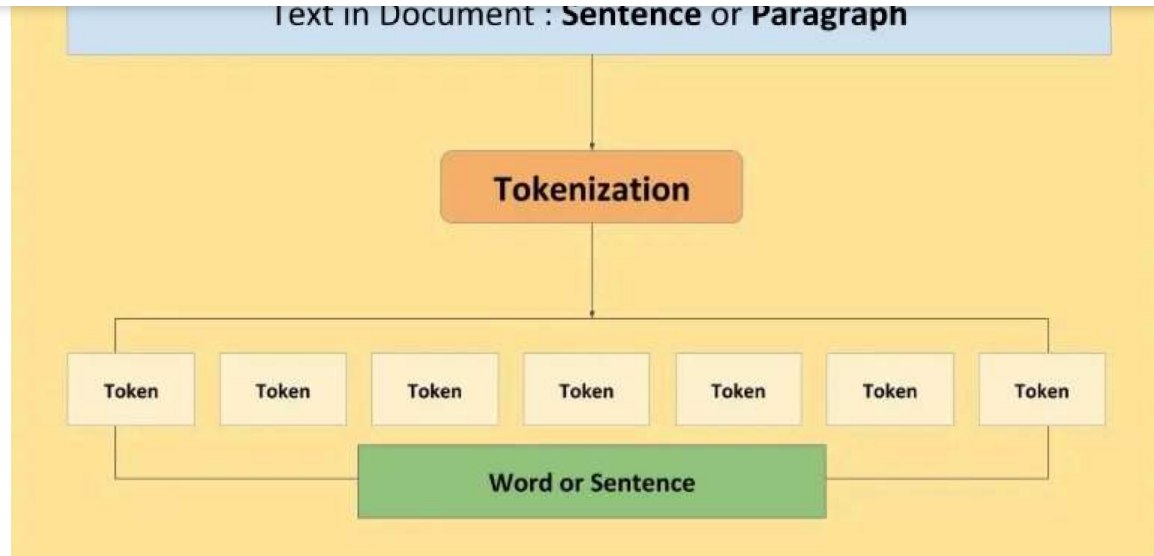 Text in Document : Sentence or Paragraph
Tokenization
Token Token Token Token Token Token Token
Word or Sentence